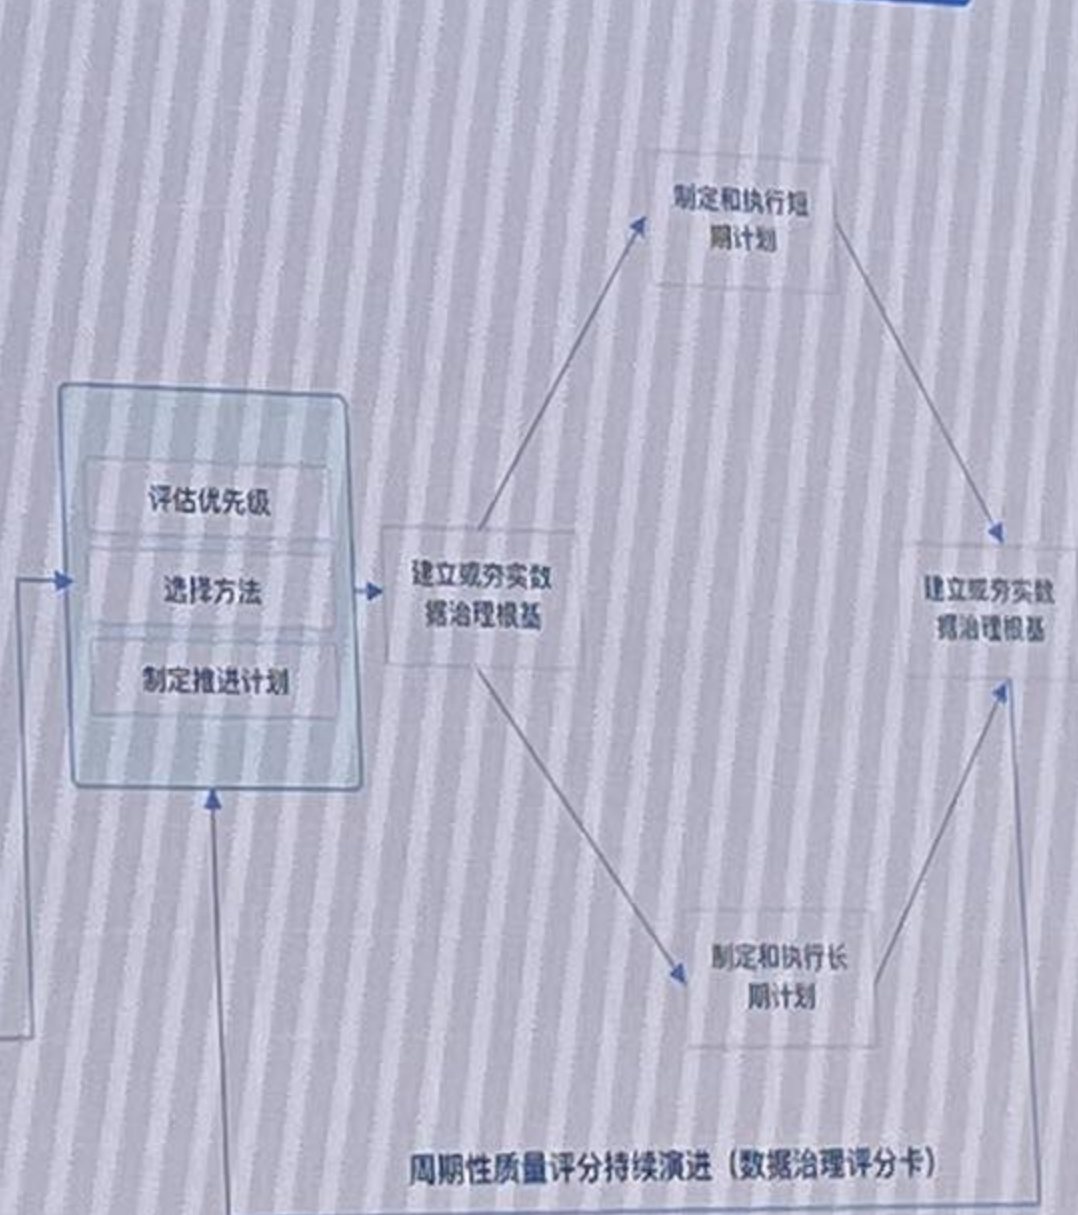 制定和执行短
期计划
评估优先级
选择方法
制定推进计划
建立或夯实数
据治理根基
建立或夯实数
据治理根基
制定和执行长
期计划
周期性质量评分持续演进（数据治理评分卡）